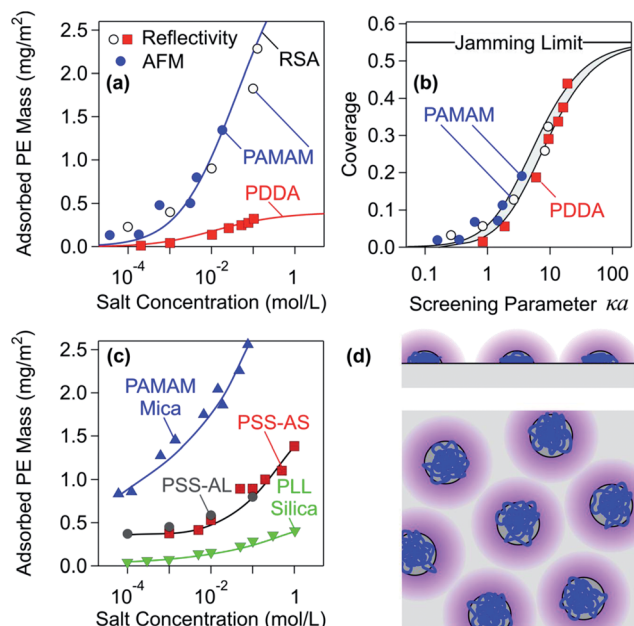 Adsorbed PE Mass (mg/m²)
2.5
2.0
1.5
1.0
0.5
0.0
(a)
Reflectivity
AFM
RSA
PAMAM
PDDA
10⁻⁴
10⁻²
1
Salt Concentration (mol/L)
Coverage
0.6
0.5
0.4
0.3
0.2
0.1
0.0
Jamming Limit
(b)
PAMAM
PDDA
0.1
1
10
100
Screening Parameter κa
Adsorbed PE Mass (mg/m²)
2.5
2.0
1.5
1.0
0.5
0.0
(c)
PAMAM
Mica
PSS-AS
PSS-AL
PLL
Silica
10⁻⁴
10⁻²
1
Salt Concentration (mol/L)
(d)